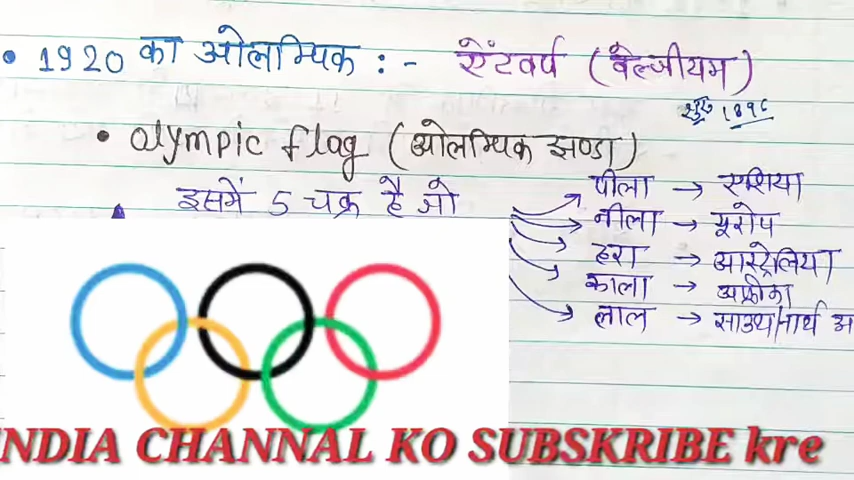 • 1920 का ओलम्पिक :- ऐंटवर्प (बेल्जीयम)
शुरु 1896
• olympic flag (ओलम्पिक झण्डा)
इसमें 5 चक्र है जो
पीला → एशिया
नीला → यूरोप
हरा → आस्ट्रेलिया
काला → अफ्रीका
लाल → साउथ/नार्थ अ
INDIA CHANNAL KO SUBSKRIBE kre